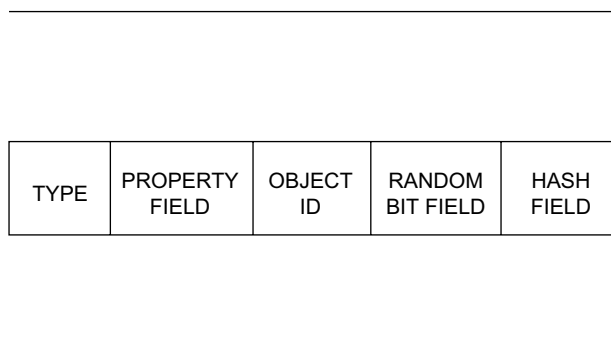 TYPE
PROPERTY
FIELD
OBJECT
ID
RANDOM
BIT FIELD
HASH
FIELD